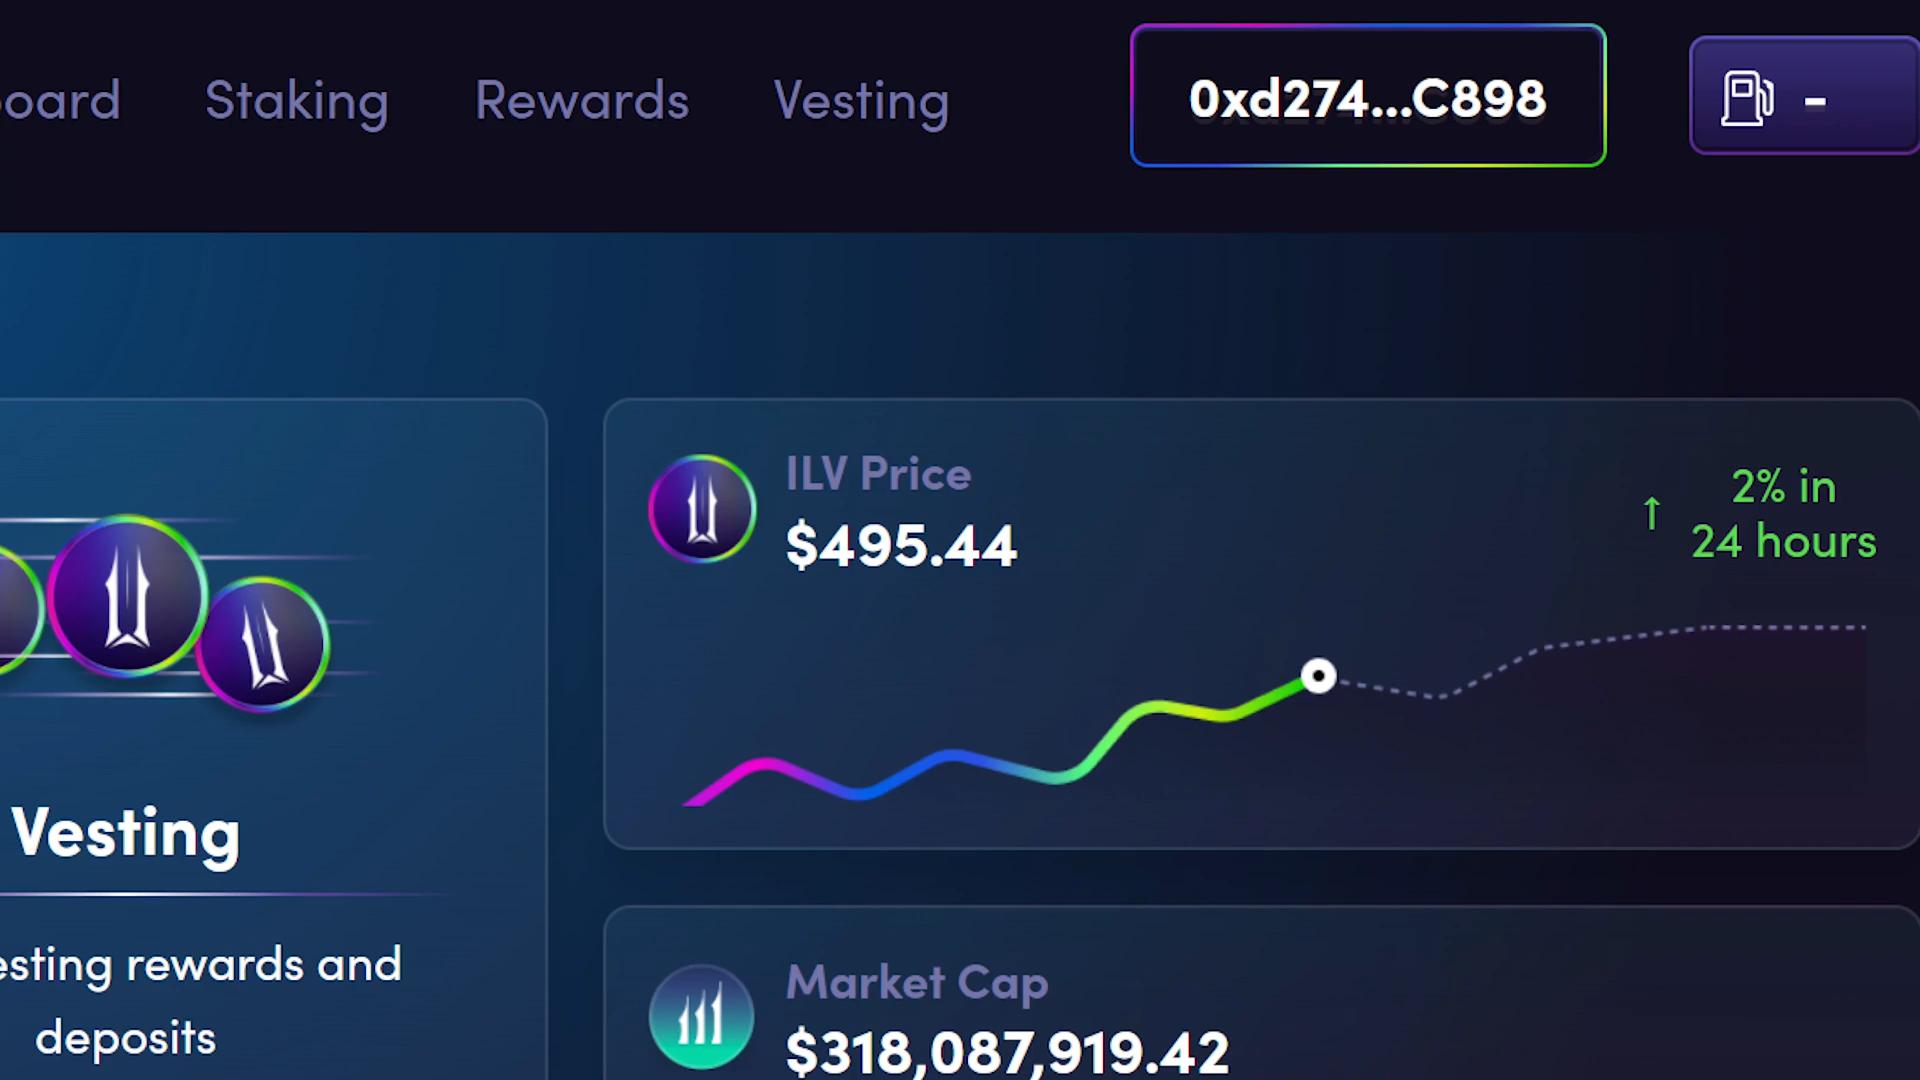 board Staking Rewards Vesting 0xd274...C898 -
ILV Price
$495.44
↑ 2% in
24 hours
Vesting
esting rewards and
deposits
Market Cap
$318,087,919.42